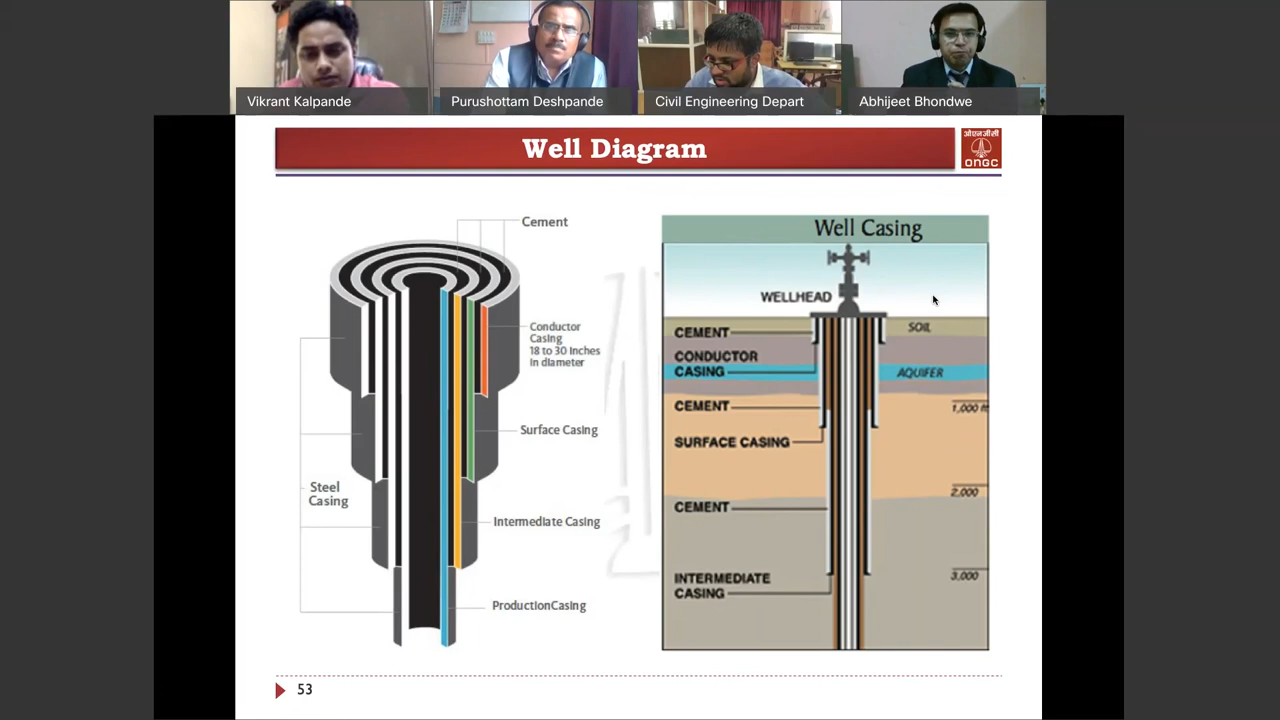 Vikrant Kalpande
Purushottam Deshpande
Civil Engineering Depart
Abhijeet Bhondwe
Well Diagram
ओएनजीसी
ONGC
Cement
Conductor
Casing
18 to 30 inches
in diameter
Surface Casing
Steel
Casing
Intermediate Casing
ProductionCasing
Well Casing
WELLHEAD
CEMENT
SOIL
CONDUCTOR
CASING
AQUIFER
CEMENT
1,000 ft
SURFACE CASING
2,000
CEMENT
INTERMEDIATE
CASING
3,000
53